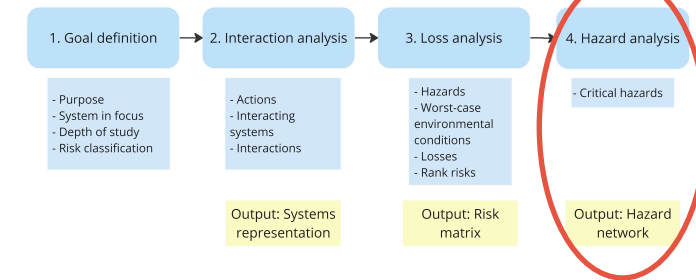 1. Goal definition
2. Interaction analysis
3. Loss analysis
4. Hazard analysis
- Purpose
- System in focus
- Depth of study
- Risk classification
- Actions
- Interacting
systems
- Interactions
- Hazards
- Worst-case
environmental
conditions
- Losses
- Rank risks
- Critical hazards
Output: Systems
representation
Output: Risk
matrix
Output: Hazard
network